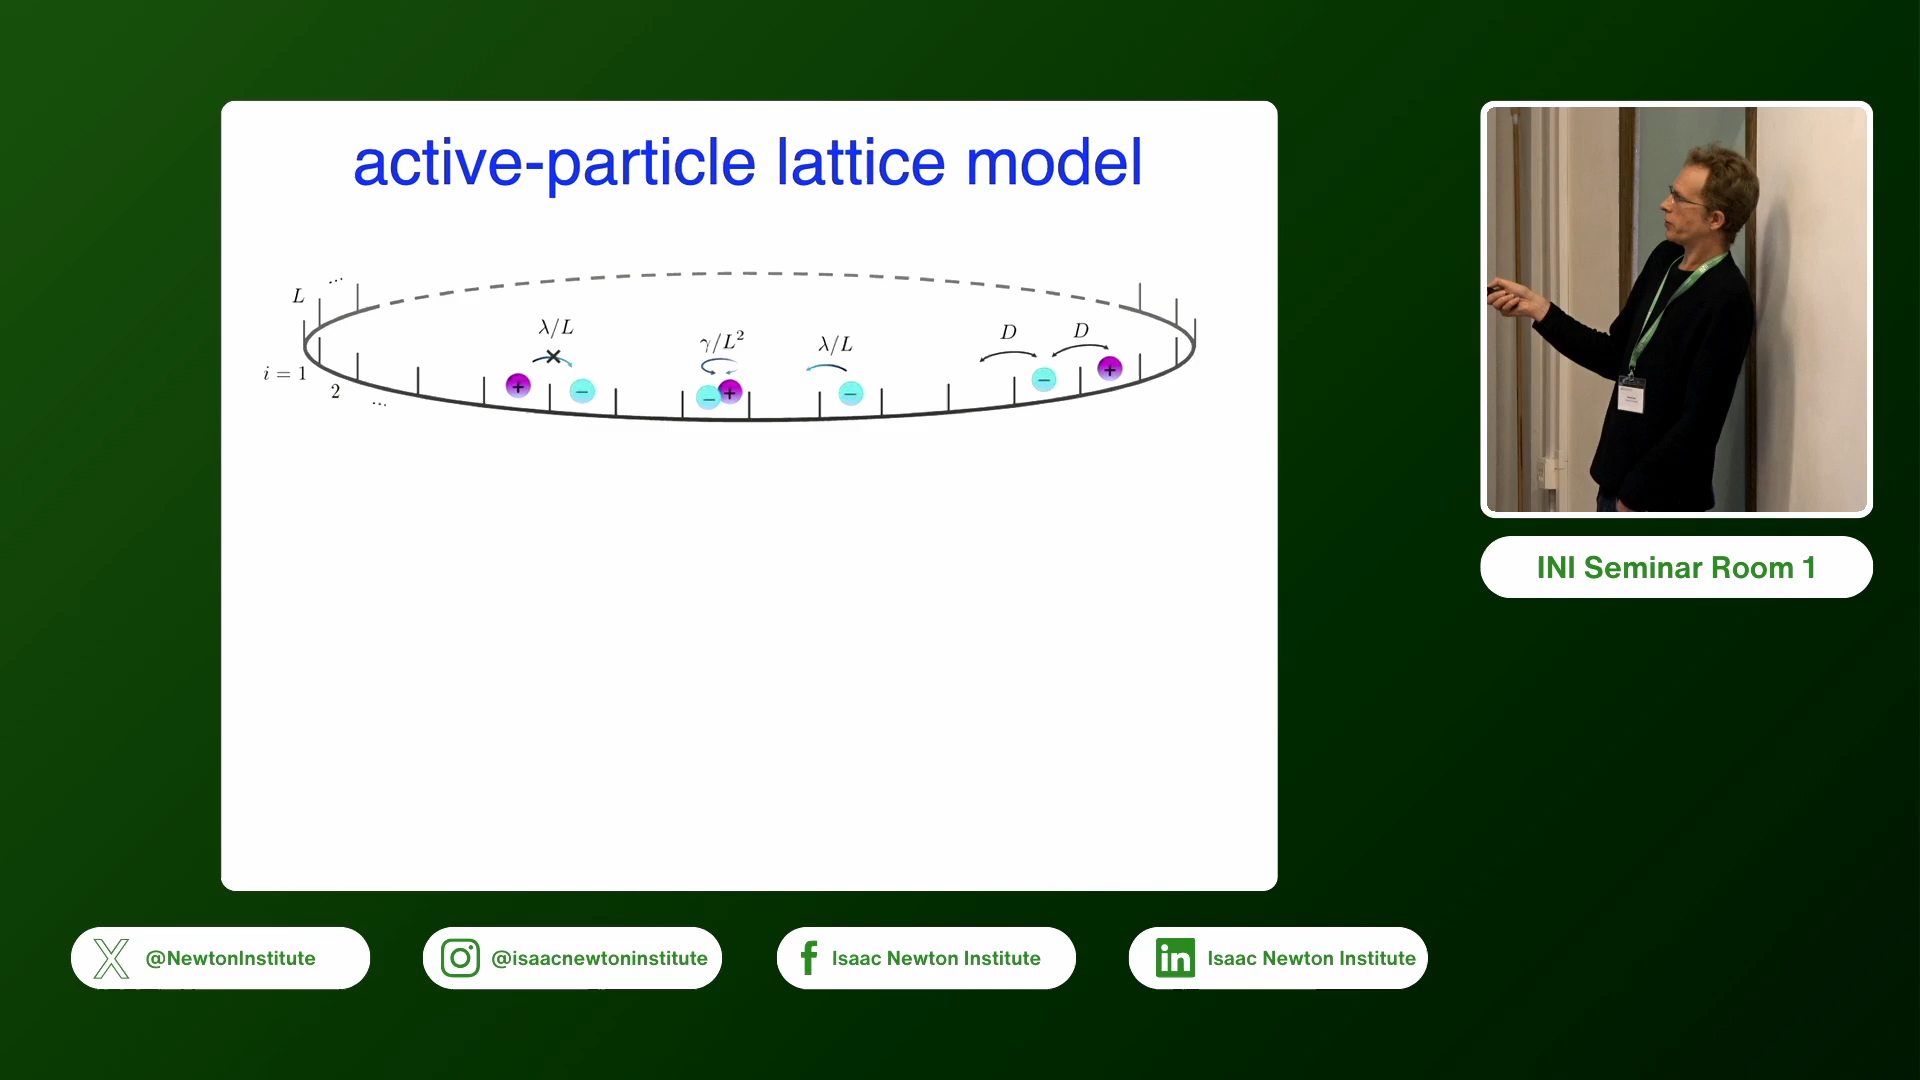 active-particle lattice model
...
L
λ/L
γ/L²
λ/L
D
D
i = 1
2
...
+
−
−
+
−
−
+
INI Seminar Room 1
@NewtonInstitute
@isaacnewtoninstitute
Isaac Newton Institute
Isaac Newton Institute